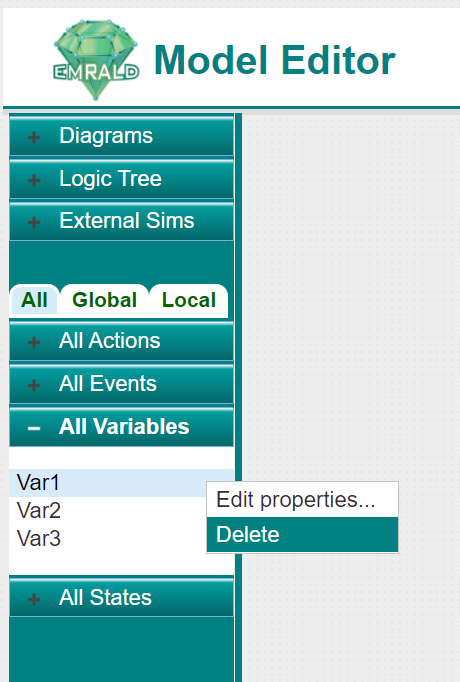 EMRALD
Model Editor
Diagrams
Logic Tree
External Sims
All Global Local
All Actions
All Events
All Variables
Var1
Var2
Var3
Edit properties...
Delete
All States